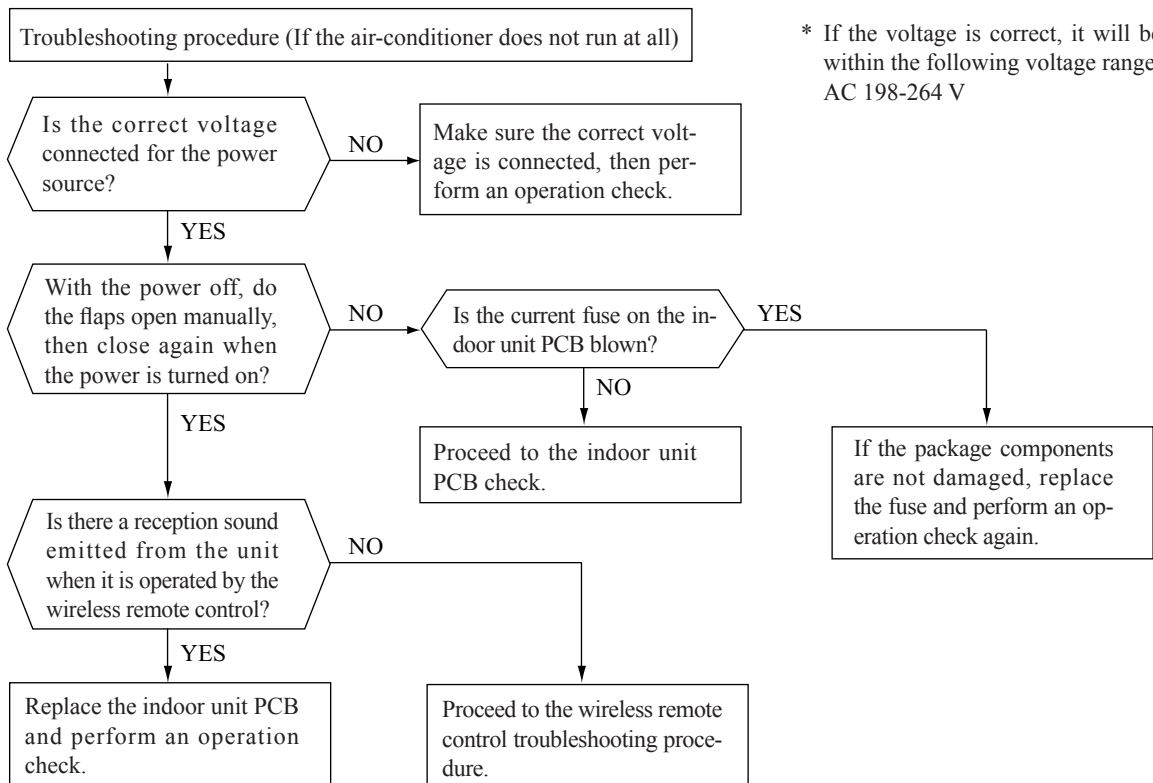 Troubleshooting procedure (If the air-conditioner does not run at all)
* If the voltage is correct, it will be
within the following voltage range
AC 198-264 V
Is the correct voltage
connected for the power
source?
NO
Make sure the correct volt-
age is connected, then per-
form an operation check.
YES
With the power off, do
the flaps open manually,
then close again when
the power is turned on?
NO
Is the current fuse on the in-
door unit PCB blown?
YES
NO
YES
Proceed to the indoor unit
PCB check.
If the package components
are not damaged, replace
the fuse and perform an op-
eration check again.
Is there a reception sound
emitted from the unit
when it is operated by the
wireless remote control?
NO
YES
Replace the indoor unit PCB
and perform an operation
check.
Proceed to the wireless remote
control troubleshooting proce-
dure.